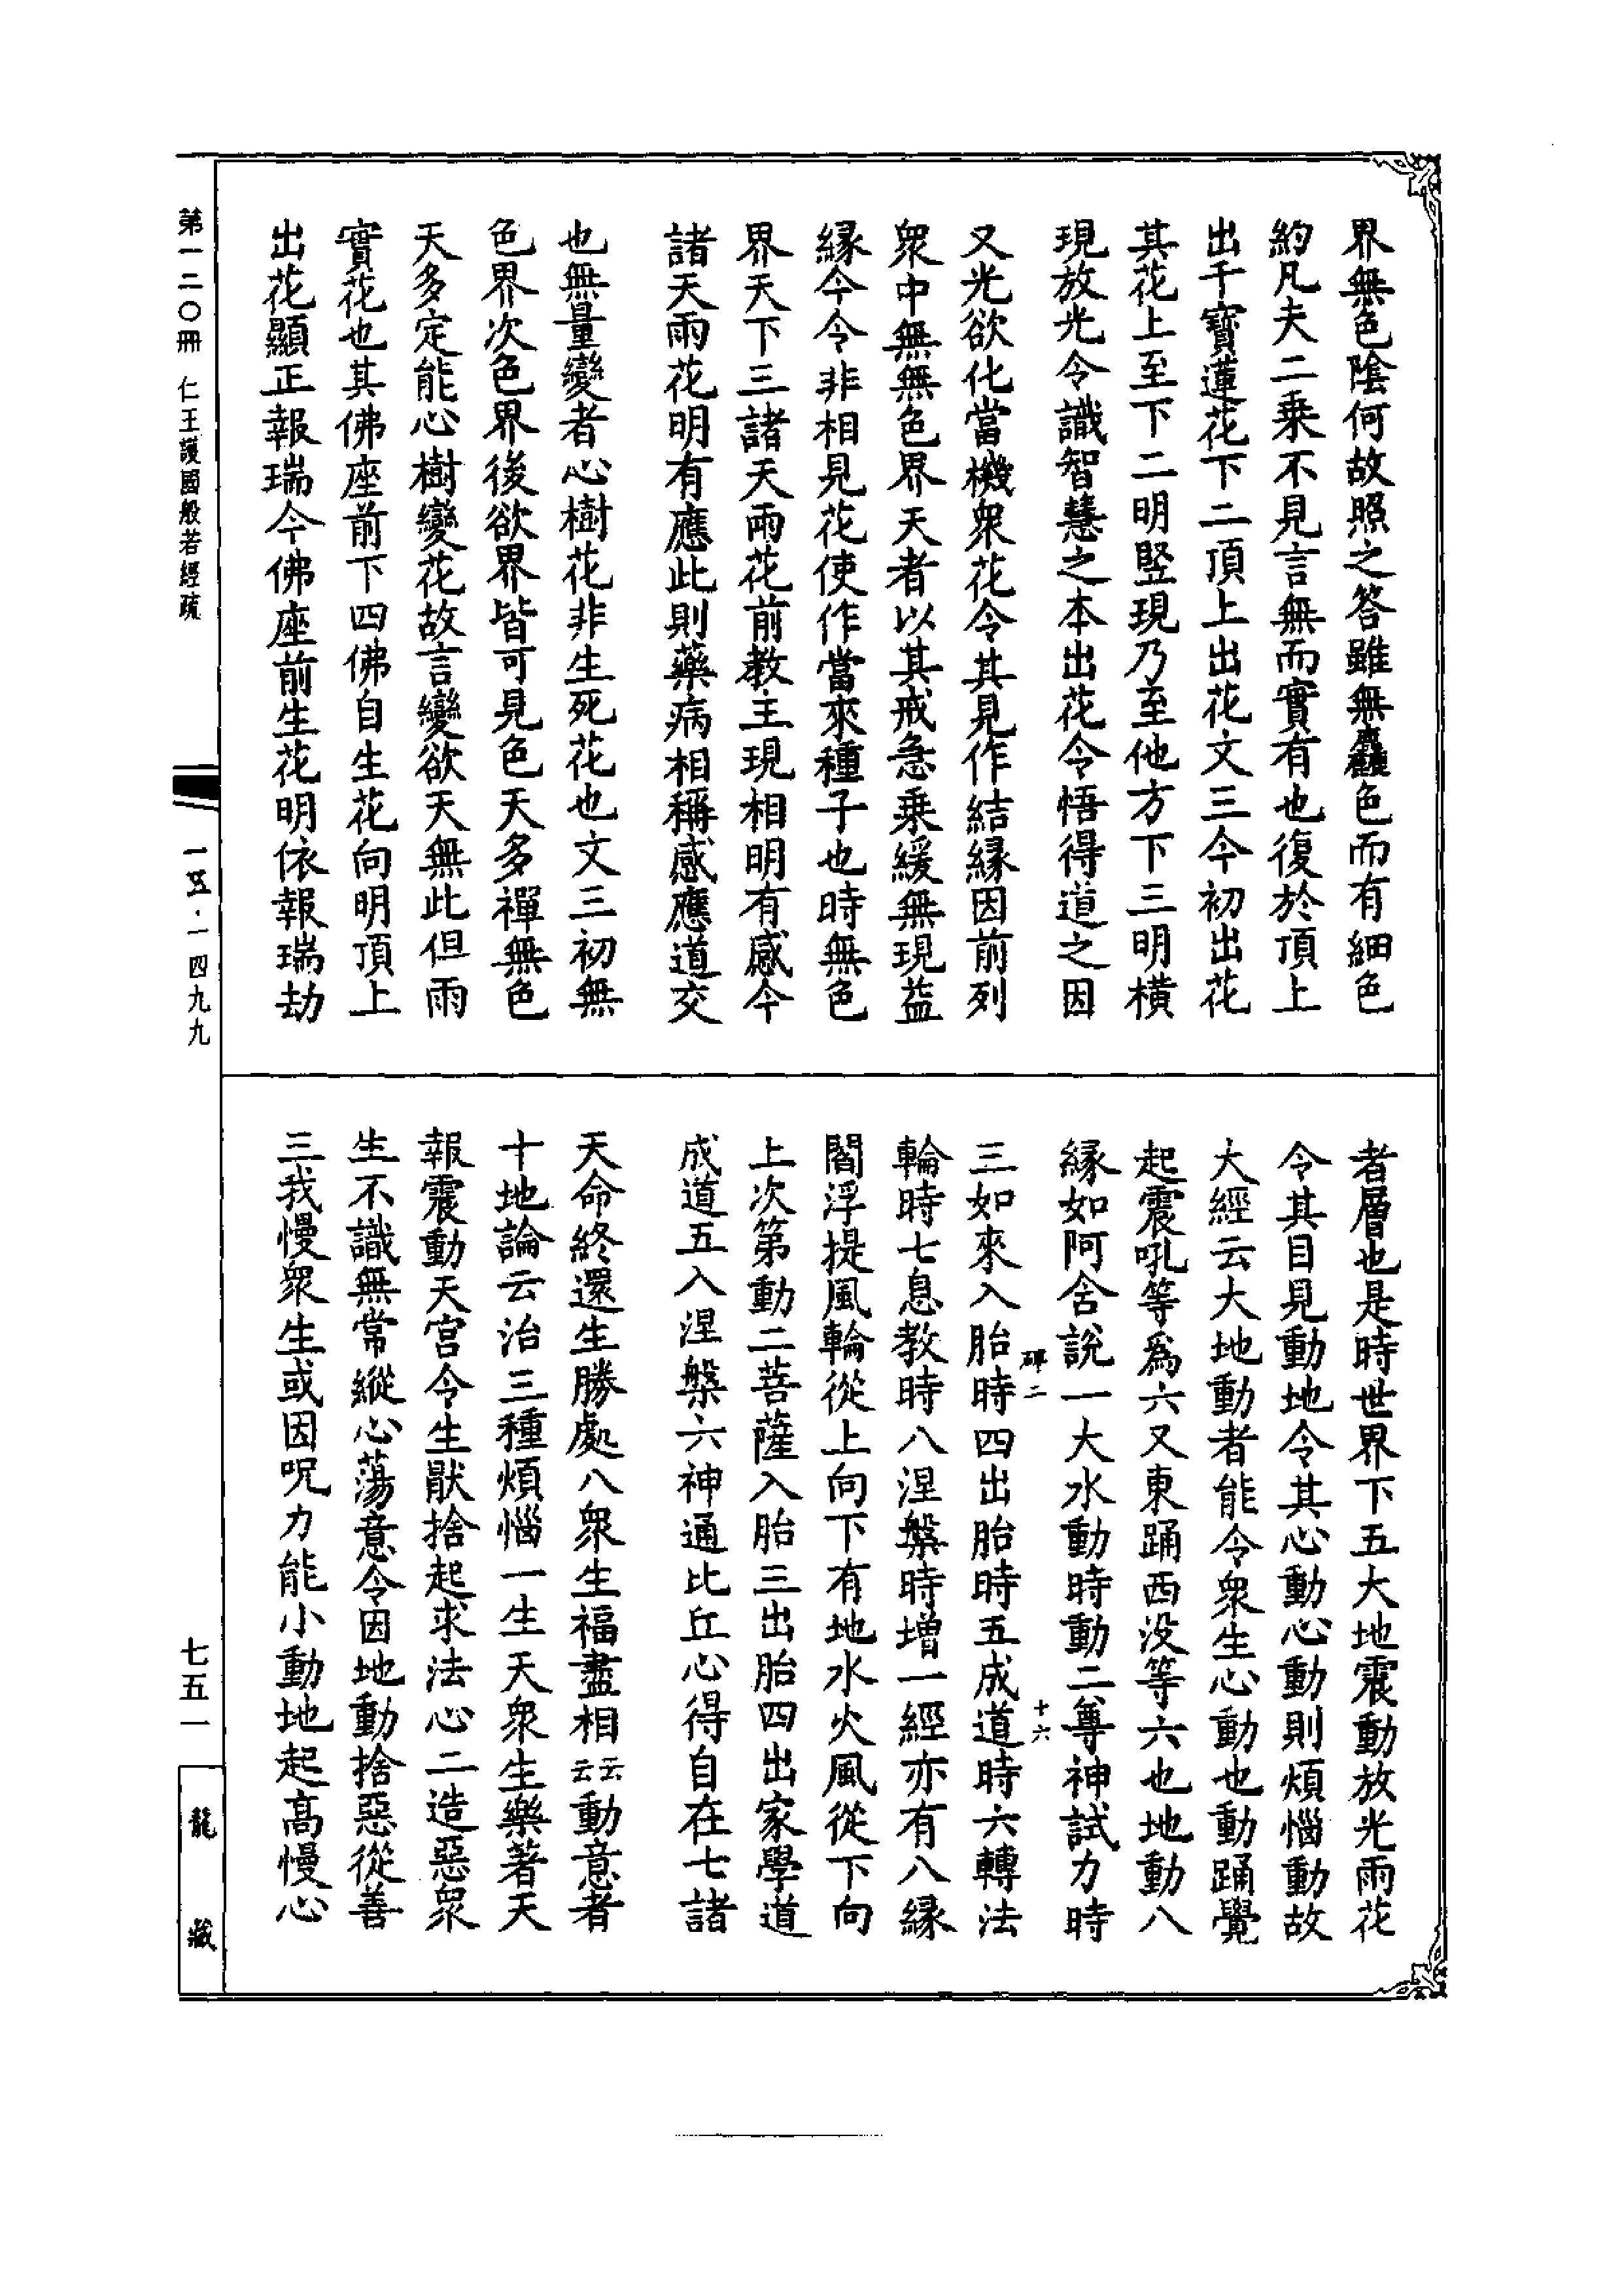 界無色陰何故照之答雖無麤色而有細色
約凡夫二乘不見言無而實有也復於頂上
出千寶蓮花下二頂上出花文三今初出花
其花上至下二明竪現乃至他方下三明橫
現放光令識智慧之本出花令悟得道之因
又光欲化當機衆花令其見作結緣因前列
衆中無無色界天者以其戒急乘緩無現益
緣今令非相見花使作當來種子也時無色
界天下三諸天雨花前教主現相明有感今
諸天雨花明有應此則藥病相稱感應道交
也無量變者心樹花非生死花也文三初無
色界次色界後欲界皆可見色天多禪無色
天多定能心樹變花故言變欲天無此但雨
實花也其佛座前下四佛自生花向明頂上
出花顯正報瑞今佛座前生花明依報瑞劫
者層也是時世界下五大地震動放光雨花
令其目見動地令其心動心動則煩惱動故
大經云大地動者能令衆生心動也動踊覺
起震吼等爲六又東踊西没等六也地動八
緣如阿含說一大水動時動二尊神試力時
三如來入胎時四出胎時五成道時六轉法
碑二
十六
輪時七息教時八涅槃時增一經亦有八緣
閻浮提風輪從上向下有地水火風從下向
上次第動二菩薩入胎三出胎四出家學道
成道五入涅槃六神通比丘心得自在七諸
天命終還生勝處八衆生福盡相云云動意者
十地論云治三種煩惱一生天衆生樂著天
報震動天宫令生厭捨起求法心二造惡衆
生不識無常縱心蕩意令因地動捨惡從善
三我慢衆生或因呪力能小動地起高慢心
第一二〇冊 仁王護國般若經疏
一五·一四九九
七五一
龍藏